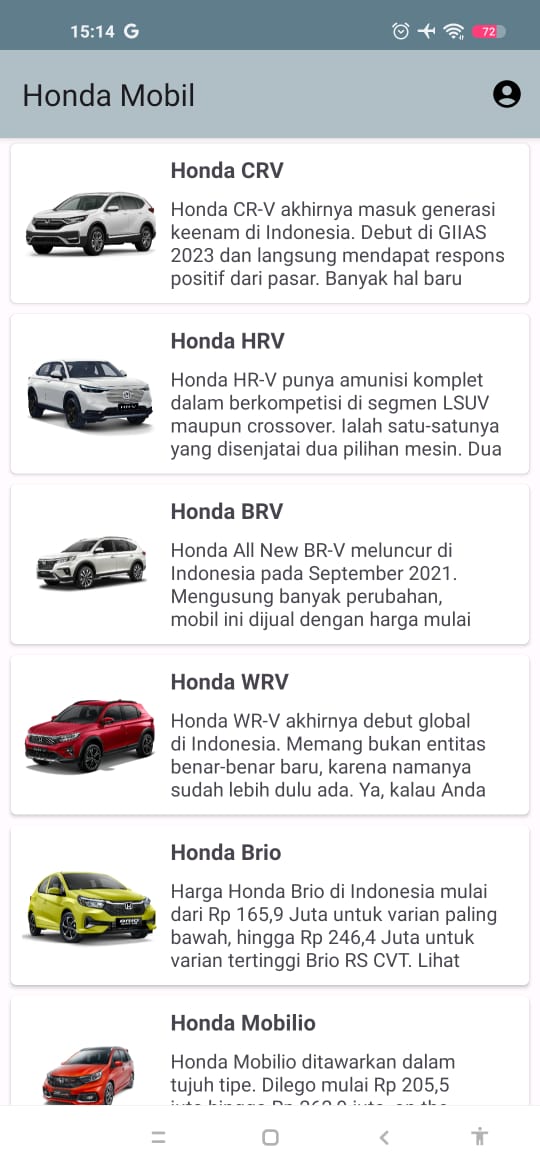 15:14 G
72
Honda Mobil
Honda CRV
Honda CR-V akhirnya masuk generasi
keenam di Indonesia. Debut di GIIAS
2023 dan langsung mendapat respons
positif dari pasar. Banyak hal baru
Honda HRV
Honda HR-V punya amunisi komplet
dalam berkompetisi di segmen LSUV
maupun crossover. Ialah satu-satunya
yang disenjatai dua pilihan mesin. Dua
Honda BRV
Honda All New BR-V meluncur di
Indonesia pada September 2021.
Mengusung banyak perubahan,
mobil ini dijual dengan harga mulai
Honda WRV
Honda WR-V akhirnya debut global
di Indonesia. Memang bukan entitas
benar-benar baru, karena namanya
sudah lebih dulu ada. Ya, kalau Anda
Honda Brio
Harga Honda Brio di Indonesia mulai
dari Rp 165,9 Juta untuk varian paling
bawah, hingga Rp 246,4 Juta untuk
varian tertinggi Brio RS CVT. Lihat
Honda Mobilio
Honda Mobilio ditawarkan dalam
tujuh tipe. Dilego mulai Rp 205,5